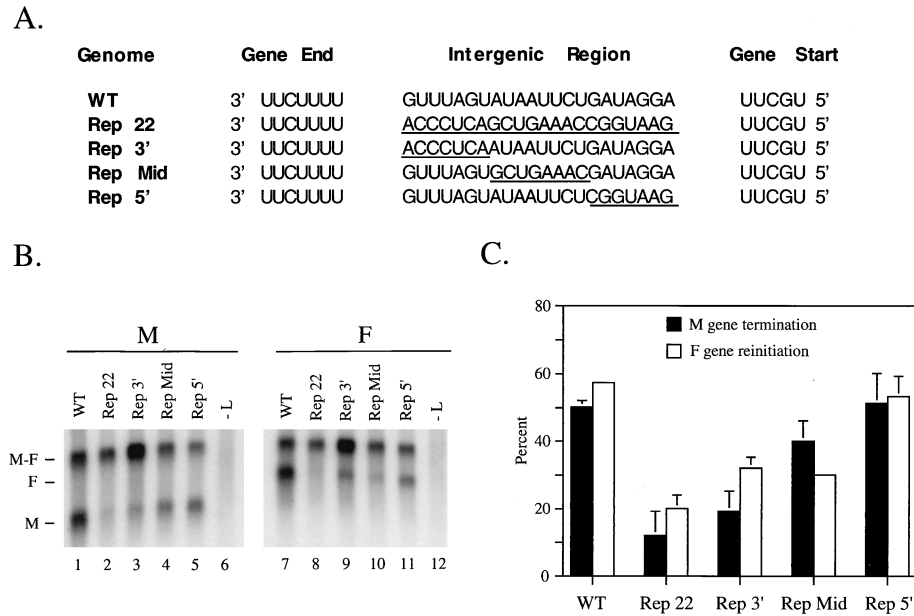 A.
Genome Gene End Intergenic Region Gene Start
WT 3' UUCUUUU GUUUAGUAUAAUUCUGAUAGGA UUCGU 5'
Rep 22 3' UUCUUUU ACCCUCAGCUGAAACCGGUAAG UUCGU 5'
Rep 3' 3' UUCUUUU ACCCUCAAUAAUUCUGAUAGGA UUCGU 5'
Rep Mid 3' UUCUUUU GUUUAGUGCUGAAACGAUAGGA UUCGU 5'
Rep 5' 3' UUCUUUU GUUUAGUAUAAUUCUCGGUAAG UUCGU 5'
B.
M F
WT Rep 22 Rep 3' Rep Mid Rep 5' - L WT Rep 22 Rep 3' Rep Mid Rep 5' - L
M-F
F
M
1 2 3 4 5 6 7 8 9 10 11 12
C.
80
60
40
20
0
Percent
M gene termination
F gene reinitiation
WT Rep 22 Rep 3' Rep Mid Rep 5'